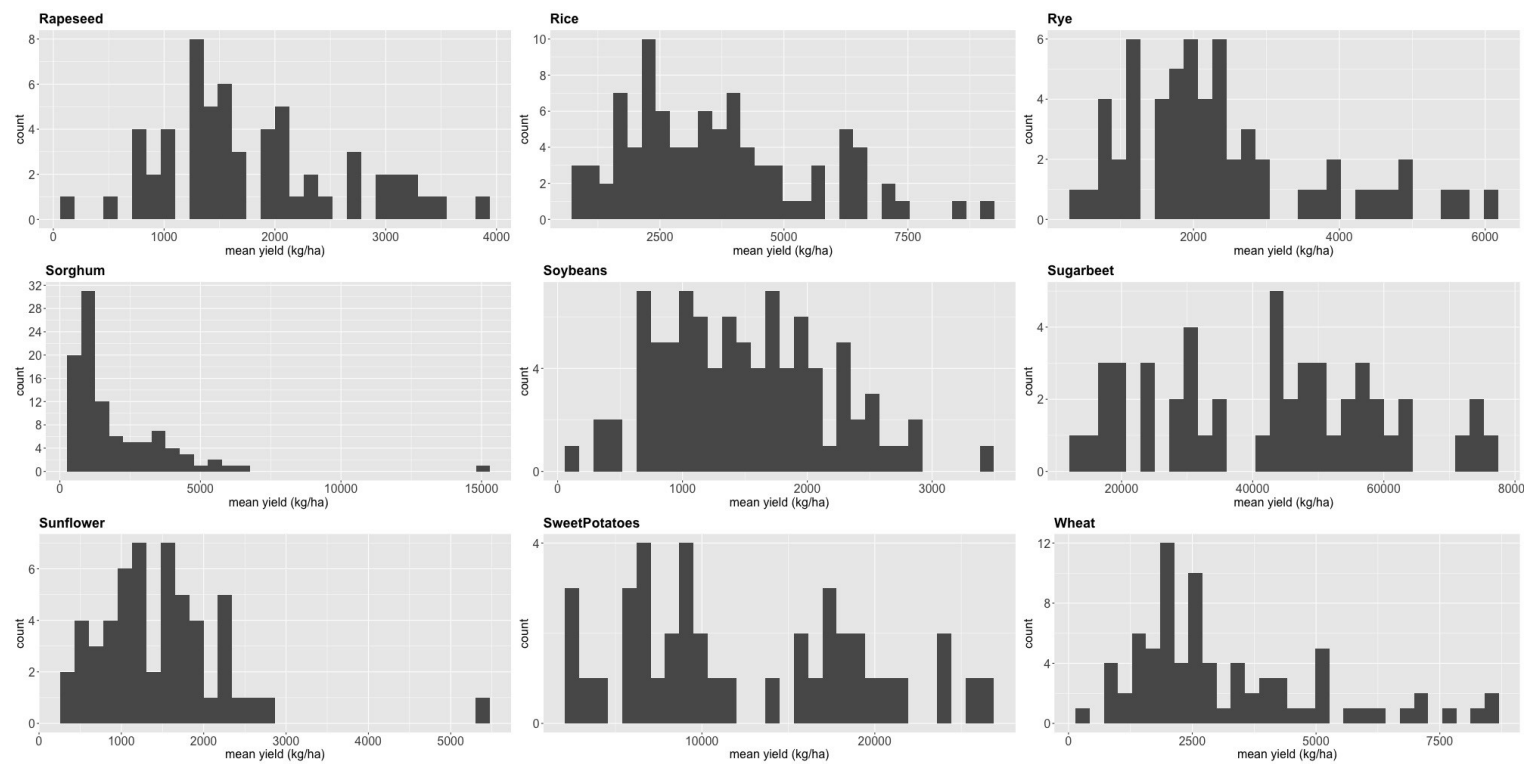 Rapeseed
count
8
6
4
2
0
0 1000 2000 3000 4000
mean yield (kg/ha)
Rice
count
10
8
6
4
2
0
2500 5000 7500
mean yield (kg/ha)
Rye
count
6
4
2
0
2000 4000 6000
mean yield (kg/ha)
Sorghum
count
32
28
24
20
16
12
8
4
0
0 5000 10000 15000
mean yield (kg/ha)
Soybeans
count
4
0
0 1000 2000 3000
mean yield (kg/ha)
Sugarbeet
count
4
2
0
20000 40000 60000 8000
mean yield (kg/ha)
Sunflower
count
6
4
2
0
0 1000 2000 3000 4000 5000
mean yield (kg/ha)
SweetPotatoes
count
4
0
10000 20000
mean yield (kg/ha)
Wheat
count
12
8
4
0
0 2500 5000 7500
mean yield (kg/ha)